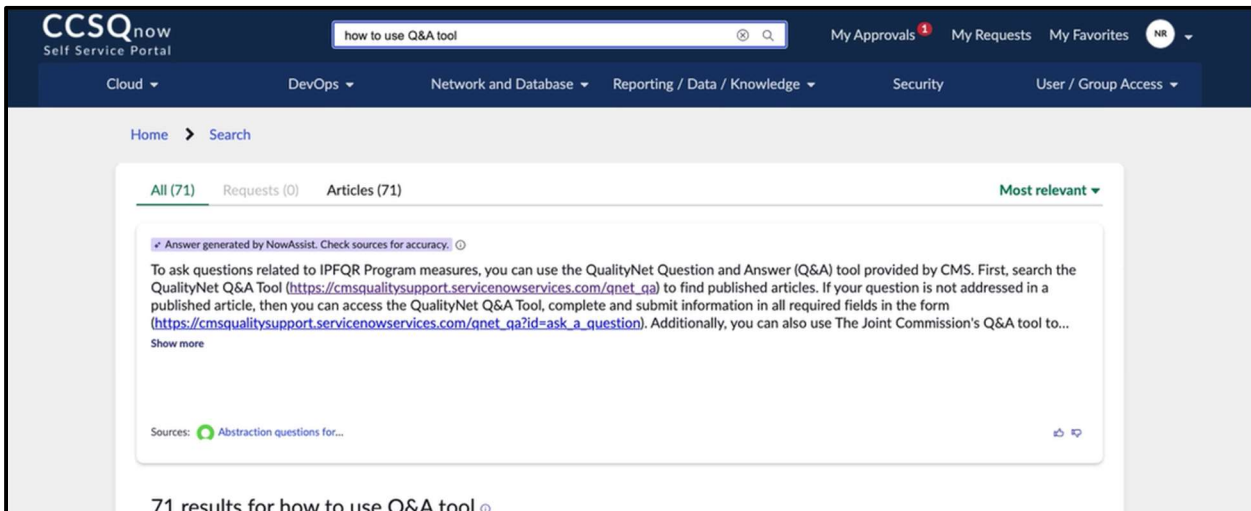 CCSQnow
Self Service Portal
how to use Q&A tool
My Approvals 1
My Requests
My Favorites
NR
Cloud
DevOps
Network and Database
Reporting / Data / Knowledge
Security
User / Group Access
Home > Search
All (71)
Requests (0)
Articles (71)
Most relevant
Answer generated by NowAssist. Check sources for accuracy.
To ask questions related to IPFQR Program measures, you can use the QualityNet Question and Answer (Q&A) tool provided by CMS. First, search the
QualityNet Q&A Tool (https://cmsqualitysupport.servicenowservices.com/qnet_qa) to find published articles. If your question is not addressed in a
published article, then you can access the QualityNet Q&A Tool, complete and submit information in all required fields in the form
(https://cmsqualitysupport.servicenowservices.com/qnet_qa?id=ask_a_question). Additionally, you can also use The Joint Commission's Q&A tool to...
Show more
Sources: Abstraction questions for...
71 results for how to use Q&A tool